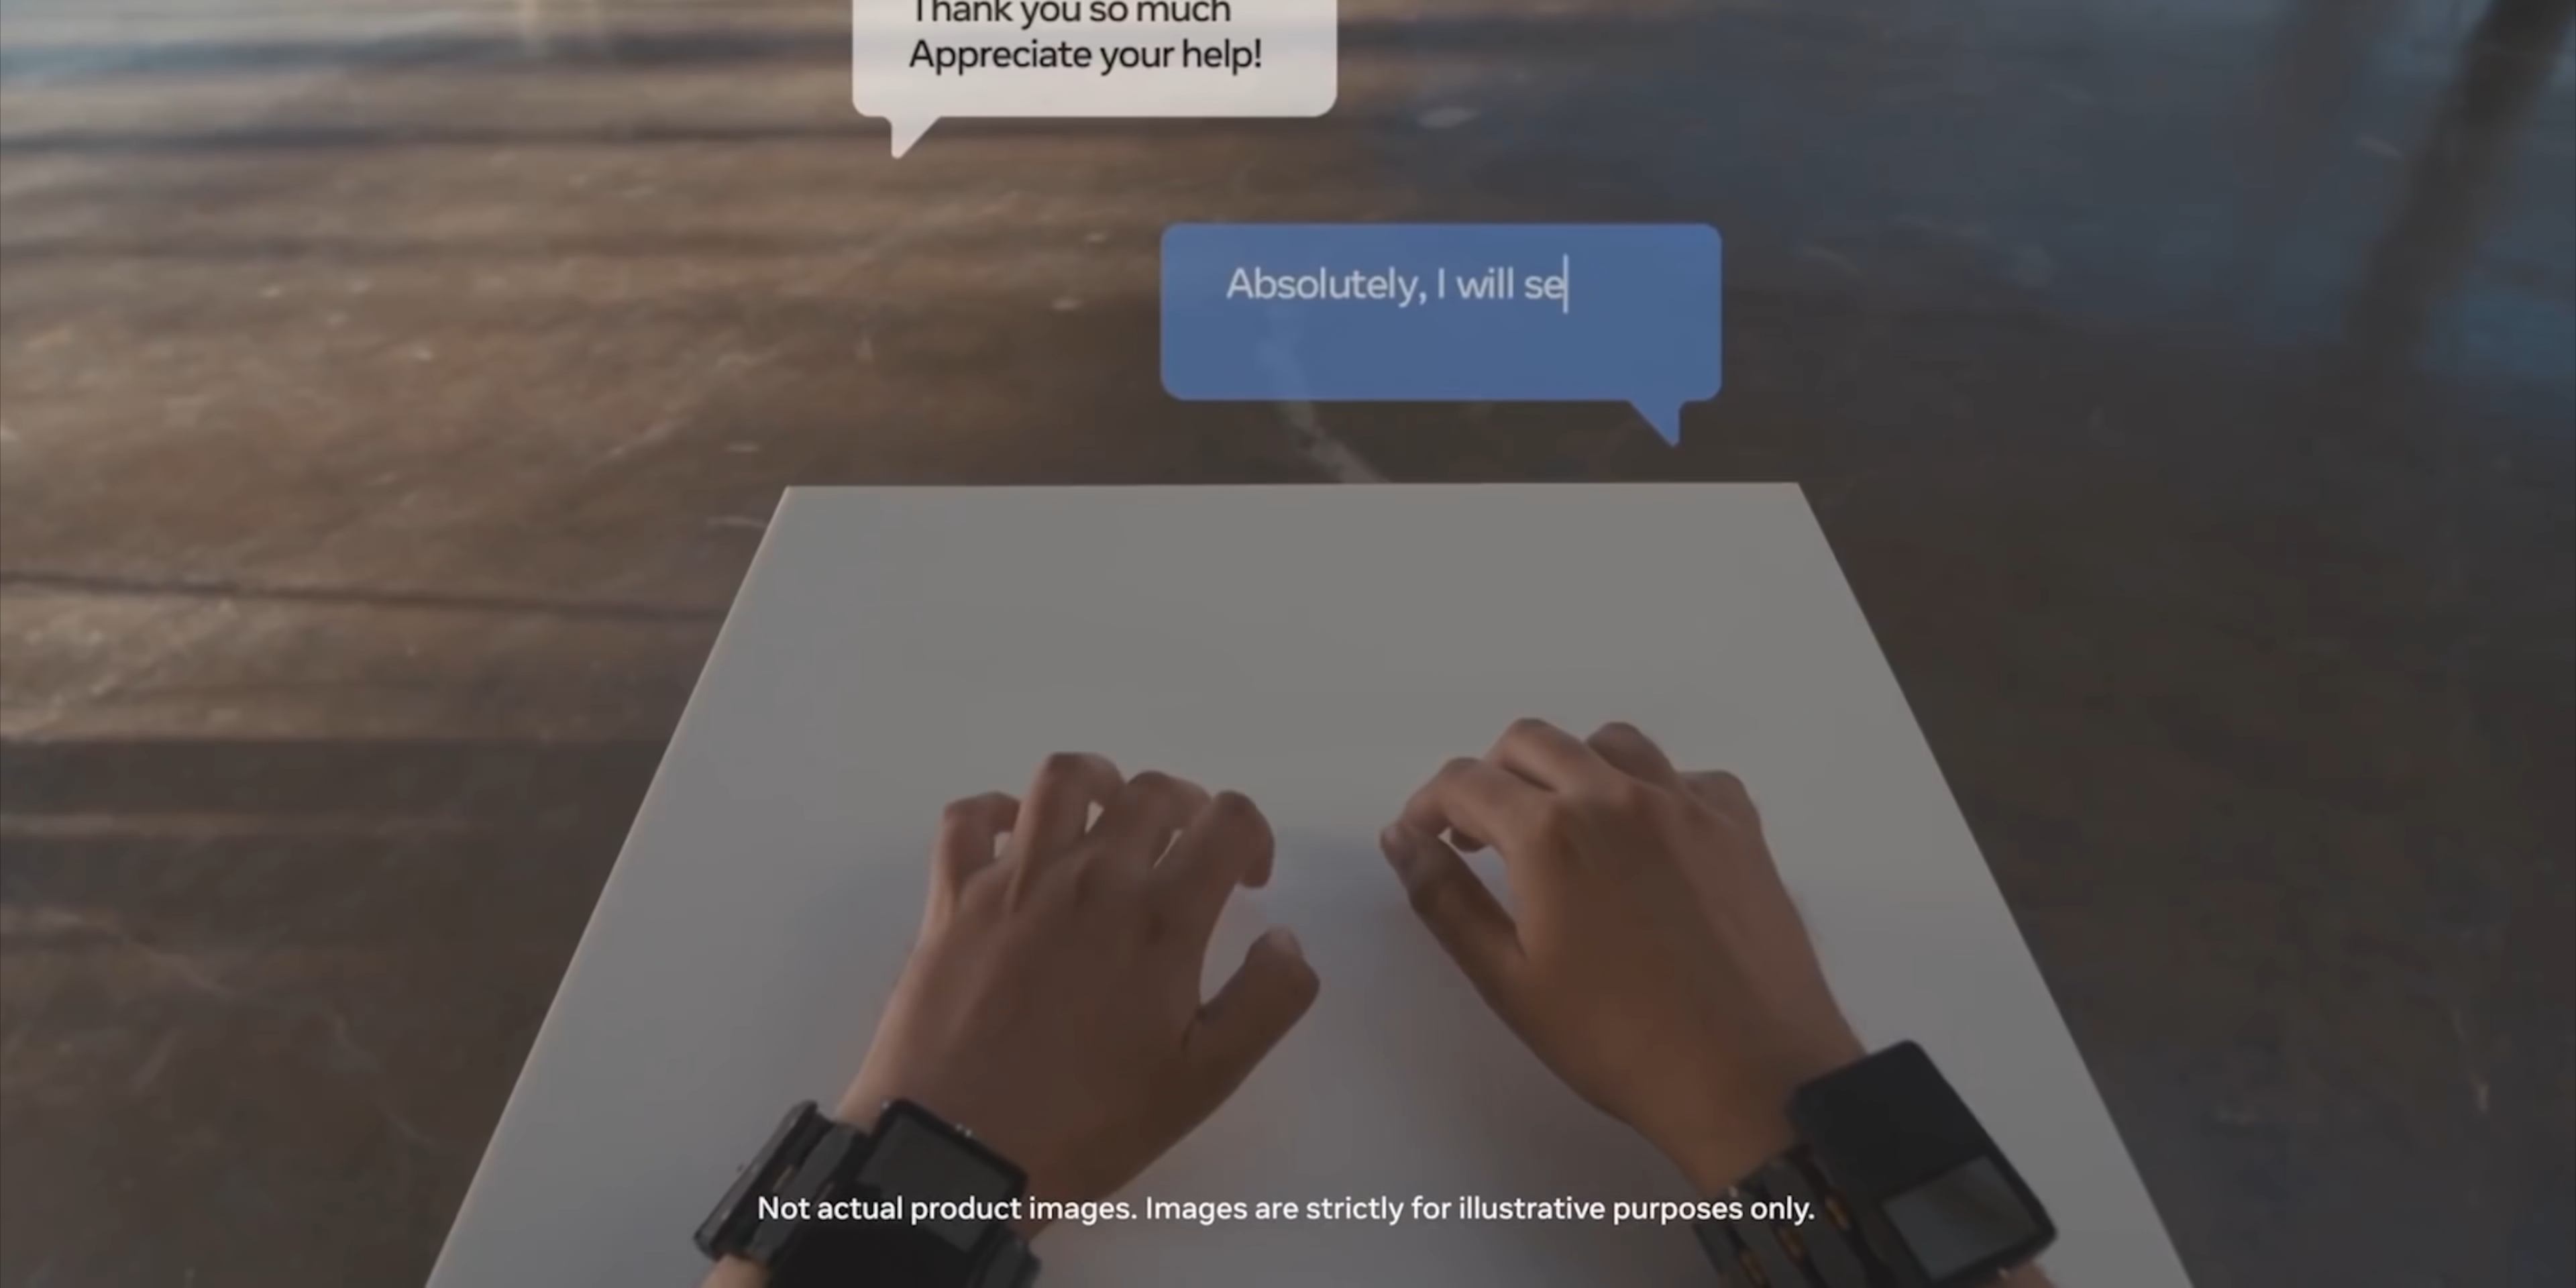 Thank you so much
Appreciate your help!
Absolutely, I will se
Not actual product images. Images are strictly for illustrative purposes only.